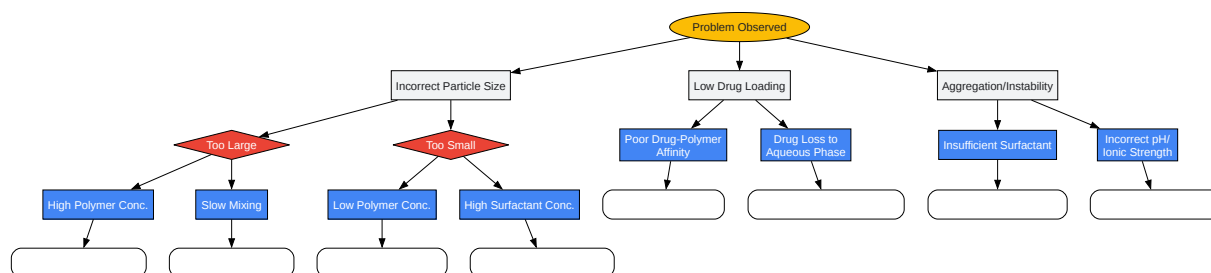 Problem Observed
Incorrect Particle Size
Low Drug Loading
Aggregation/Instability
Too Large
Too Small
Poor Drug-Polymer
Affinity
Drug Loss to
Aqueous Phase
Insufficient Surfactant
Incorrect pH/
Ionic Strength
High Polymer Conc.
Slow Mixing
Low Polymer Conc.
High Surfactant Conc.